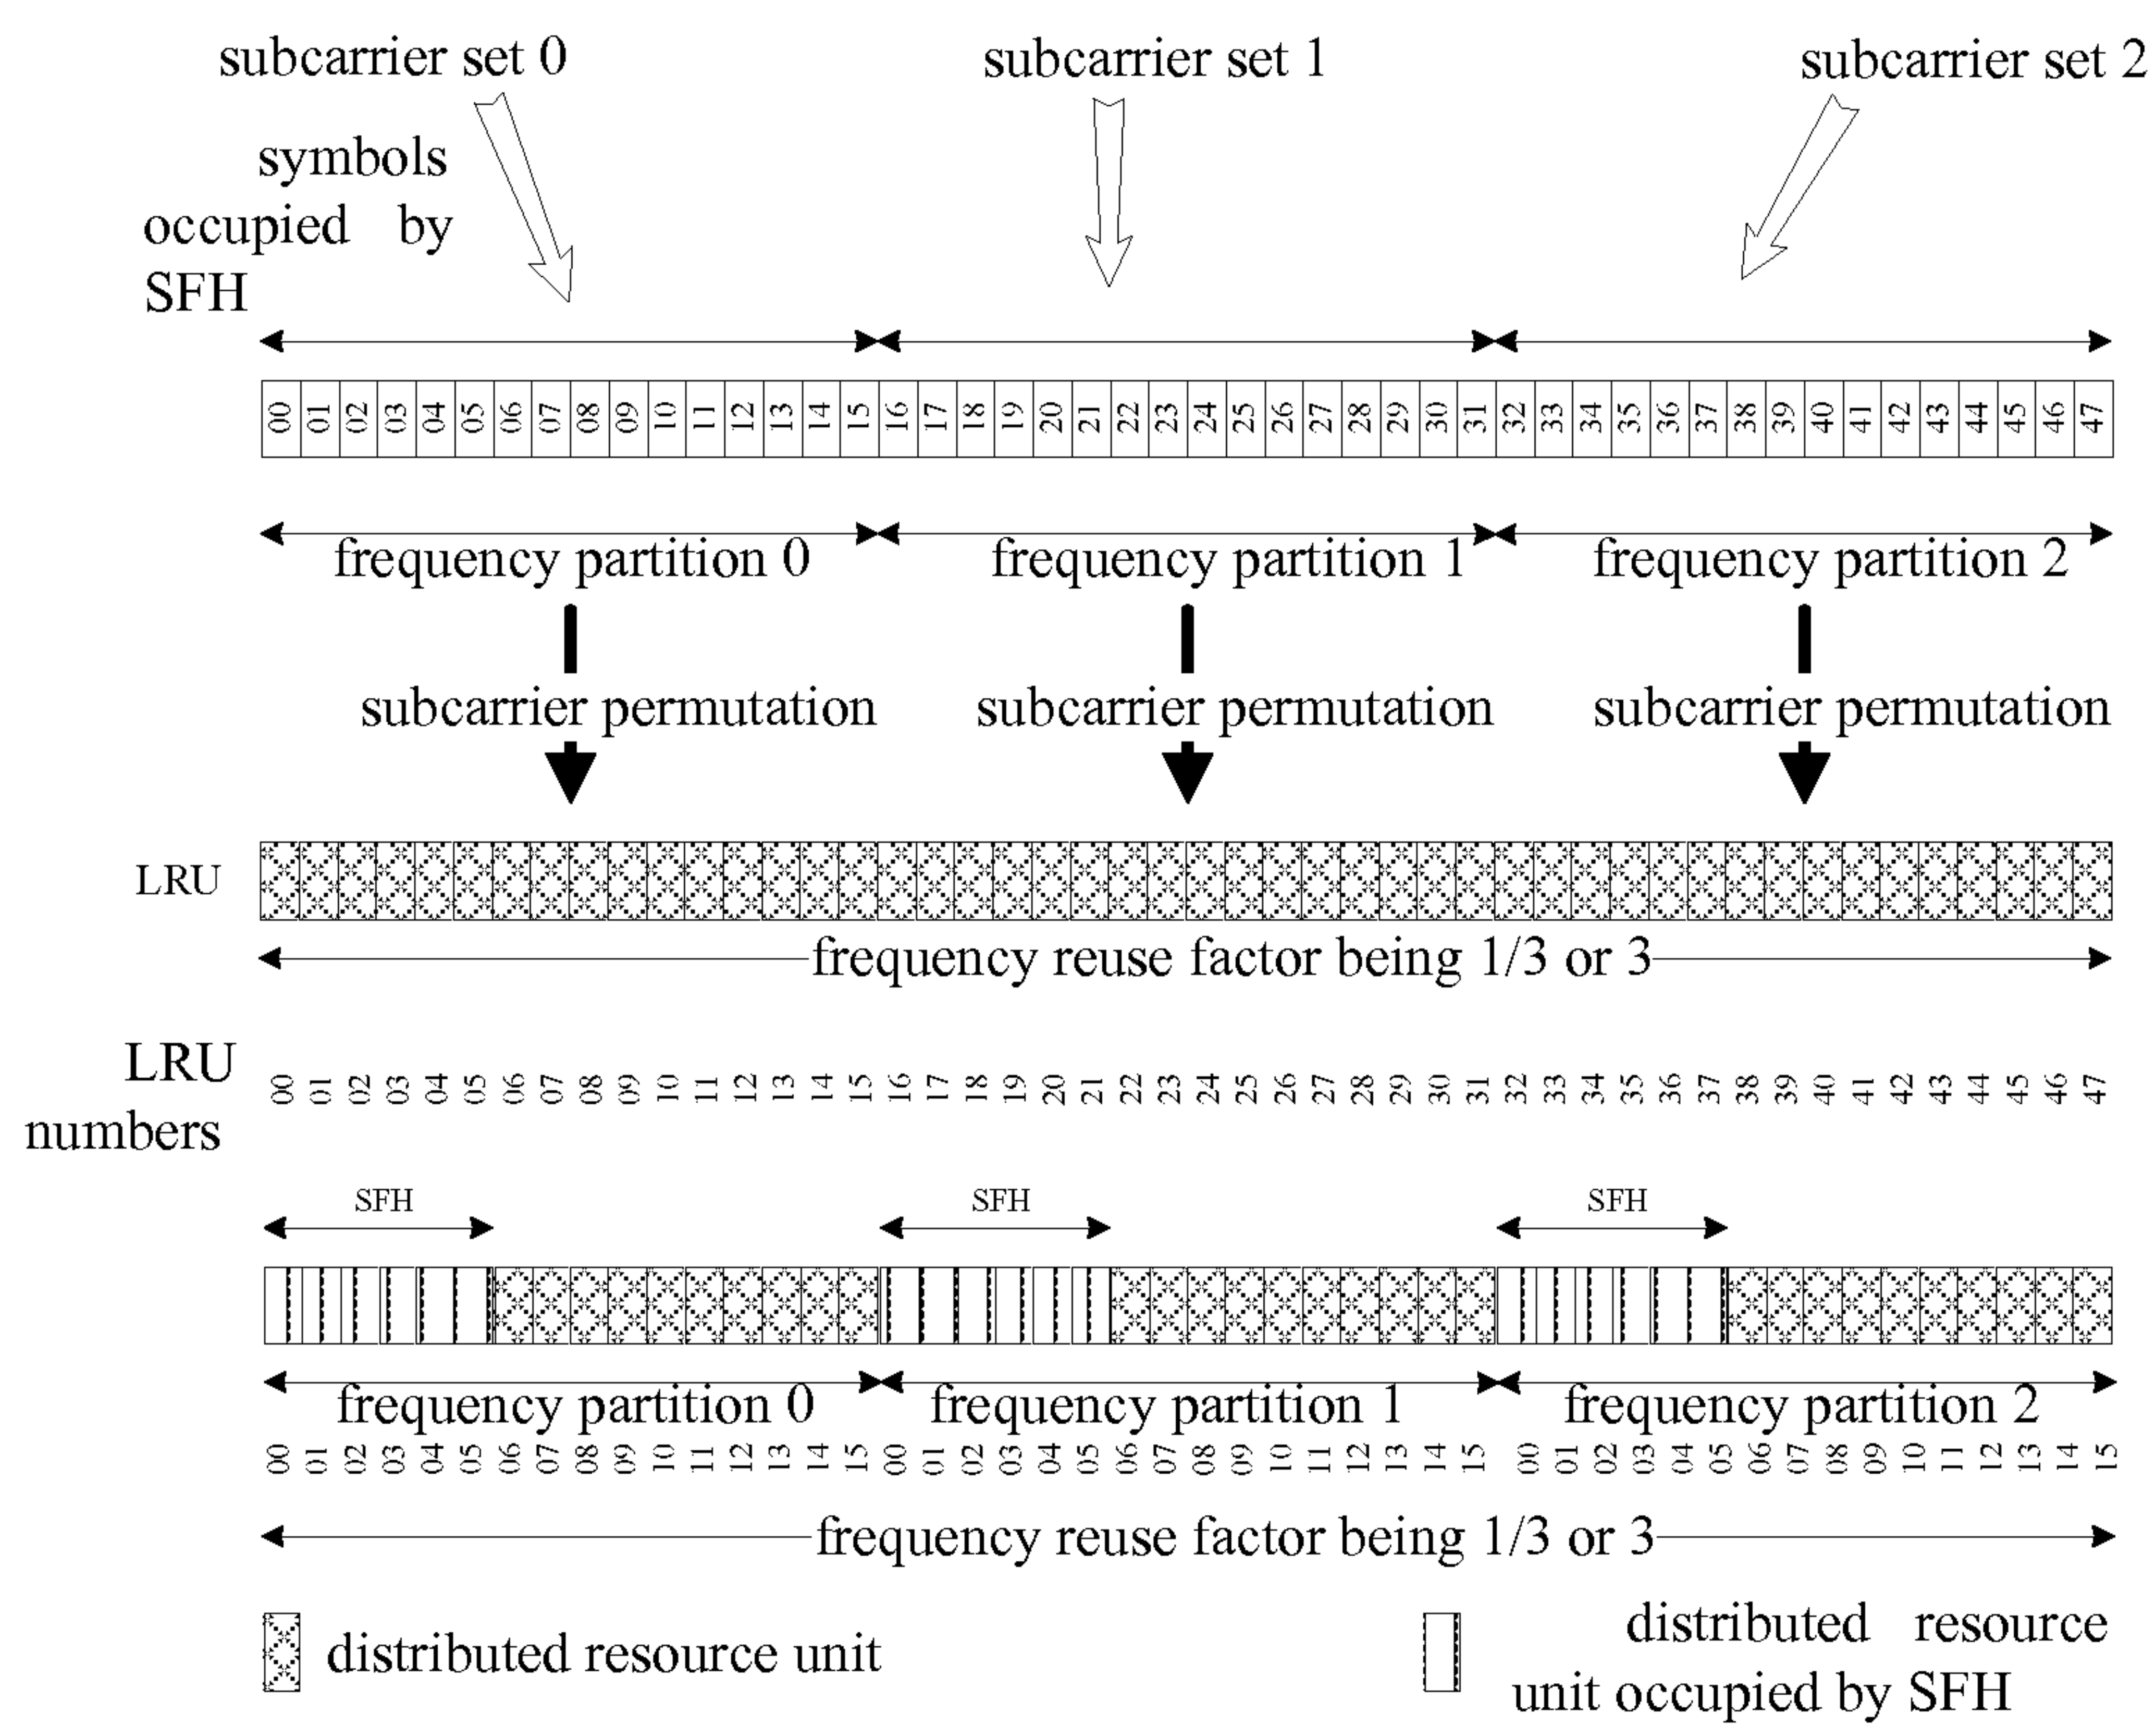 subcarrier set 0 subcarrier set 1 subcarrier set 2
symbols
occupied by
SFH
00 01 02 03 04 05 06 07 08 09 10 11 12 13 14 15 16 17 18 19 20 21 22 23 24 25 26 27 28 29 30 31 32 33 34 35 36 37 38 39 40 41 42 43 44 45 46 47
frequency partition 0 frequency partition 1 frequency partition 2
subcarrier permutation subcarrier permutation subcarrier permutation
LRU
frequency reuse factor being 1/3 or 3
LRU
numbers
00 01 02 03 04 05 06 07 08 09 10 11 12 13 14 15 16 17 18 19 20 21 22 23 24 25 26 27 28 29 30 31 32 33 34 35 36 37 38 39 40 41 42 43 44 45 46 47
SFH SFH SFH
frequency partition 0 frequency partition 1 frequency partition 2
00 01 02 03 04 05 06 07 08 09 10 11 12 13 14 15 00 01 02 03 04 05 06 07 08 09 10 11 12 13 14 15 00 01 02 03 04 05 06 07 08 09 10 11 12 13 14 15
frequency reuse factor being 1/3 or 3
distributed resource unit
distributed resource
unit occupied by SFH